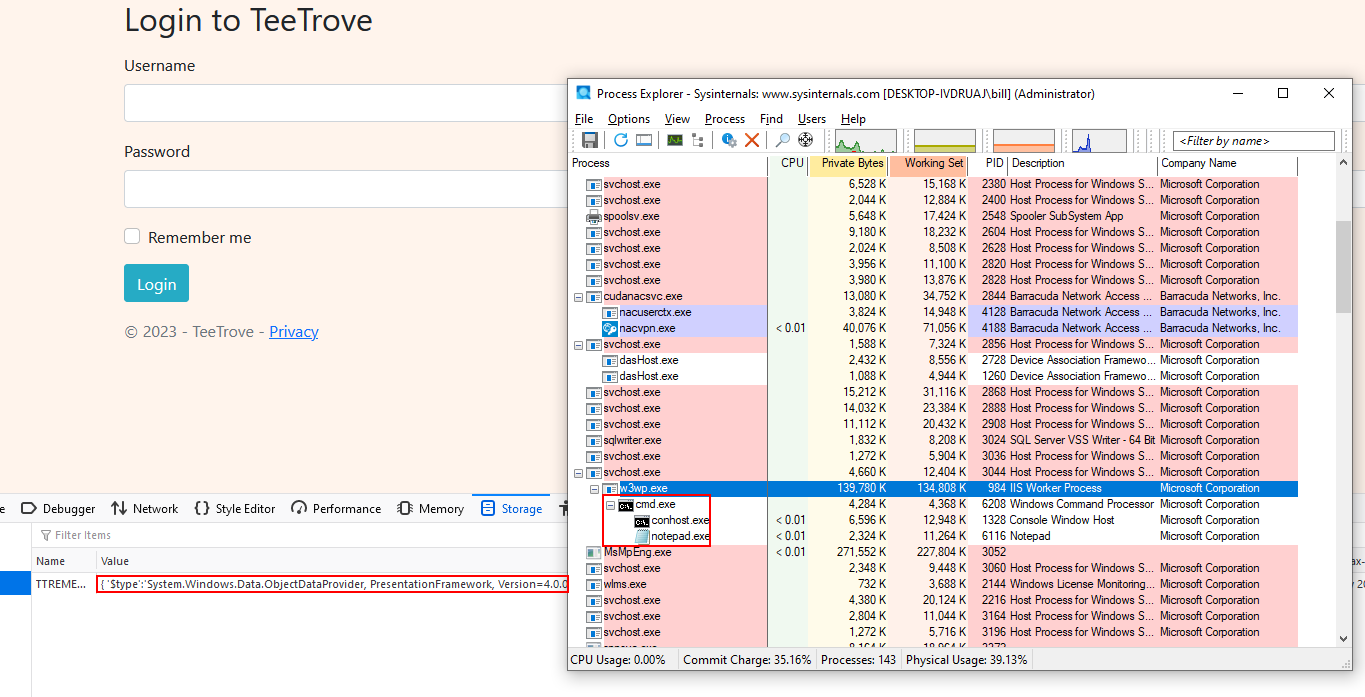 Login to TeeTrove
Username
Password
Remember me
Login
© 2023 - TeeTrove - Privacy
Debugger Network Style Editor Performance Memory Storage
Filter Items
Name Value
TTREME... { '$type':'System.Windows.Data.ObjectDataProvider, PresentationFramework, Version=4.0.0
Process Explorer - Sysinternals: www.sysinternals.com [DESKTOP-IVDRUAJ\bill] (Administrator)
File Options View Process Find Users Help
<Filter by name>
Process CPU Private Bytes Working Set PID Description Company Name
svchost.exe 6,528 K 15,168 K 2380 Host Process for Windows S... Microsoft Corporation
svchost.exe 2,044 K 12,884 K 2400 Host Process for Windows S... Microsoft Corporation
spoolsv.exe 5,648 K 17,424 K 2548 Spooler SubSystem App Microsoft Corporation
svchost.exe 9,180 K 18,232 K 2604 Host Process for Windows S... Microsoft Corporation
svchost.exe 2,024 K 8,508 K 2628 Host Process for Windows S... Microsoft Corporation
svchost.exe 3,956 K 11,100 K 2820 Host Process for Windows S... Microsoft Corporation
svchost.exe 3,980 K 13,876 K 2828 Host Process for Windows S... Microsoft Corporation
cudanacsvc.exe 13,080 K 34,752 K 2844 Barracuda Network Access ... Barracuda Networks, Inc.
nacuserctx.exe 3,824 K 14,948 K 4128 Barracuda Network Access ... Barracuda Networks, Inc.
nacvpn.exe < 0.01 40,076 K 71,056 K 4188 Barracuda Network Access ... Barracuda Networks, Inc.
svchost.exe 1,588 K 7,324 K 2856 Host Process for Windows S... Microsoft Corporation
dasHost.exe 2,432 K 8,556 K 2728 Device Association Framewo... Microsoft Corporation
dasHost.exe 1,088 K 4,944 K 1260 Device Association Framewo... Microsoft Corporation
svchost.exe 15,212 K 31,116 K 2868 Host Process for Windows S... Microsoft Corporation
svchost.exe 14,032 K 23,384 K 2888 Host Process for Windows S... Microsoft Corporation
svchost.exe 11,112 K 20,432 K 2908 Host Process for Windows S... Microsoft Corporation
sqlwriter.exe 1,832 K 8,208 K 3024 SQL Server VSS Writer - 64 Bit Microsoft Corporation
svchost.exe 1,272 K 5,904 K 3036 Host Process for Windows S... Microsoft Corporation
svchost.exe 4,660 K 12,404 K 3044 Host Process for Windows S... Microsoft Corporation
w3wp.exe 139,780 K 134,808 K 984 IIS Worker Process Microsoft Corporation
cmd.exe 4,284 K 4,368 K 724 Windows Command Processor Microsoft Corporation
conhost.exe < 0.01 6,596 K 12,948 K 1328 Console Window Host Microsoft Corporation
notepad.exe < 0.01 2,324 K 11,264 K 6116 Notepad Microsoft Corporation
MsMpEng.exe < 0.01 271,552 K 227,804 K 3052
svchost.exe 2,348 K 9,448 K 3060 Host Process for Windows S... Microsoft Corporation
wlms.exe 732 K 3,688 K 2144 Windows License Monitoring... Microsoft Corporation
svchost.exe 4,380 K 20,124 K 2216 Host Process for Windows S... Microsoft Corporation
svchost.exe 2,804 K 11,044 K 3164 Host Process for Windows S... Microsoft Corporation
svchost.exe 1,272 K 5,716 K 3196 Host Process for Windows S... Microsoft Corporation
CPU Usage: 0.00% Commit Charge: 35.16% Processes: 143 Physical Usage: 39.13%